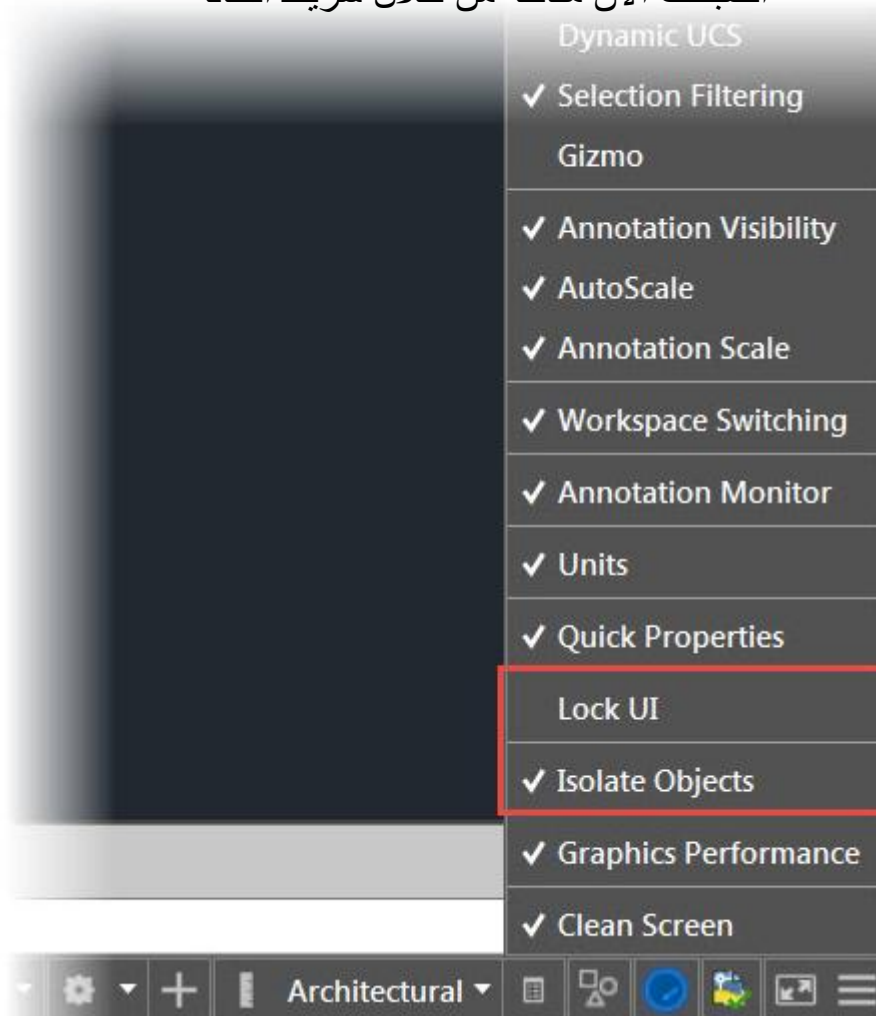 Dynamic UCS
✓ Selection Filtering
Gizmo
✓ Annotation Visibility
✓ AutoScale
✓ Annotation Scale
✓ Workspace Switching
✓ Annotation Monitor
✓ Units
✓ Quick Properties
Lock UI
✓ Isolate Objects
✓ Graphics Performance
✓ Clean Screen
Architectural